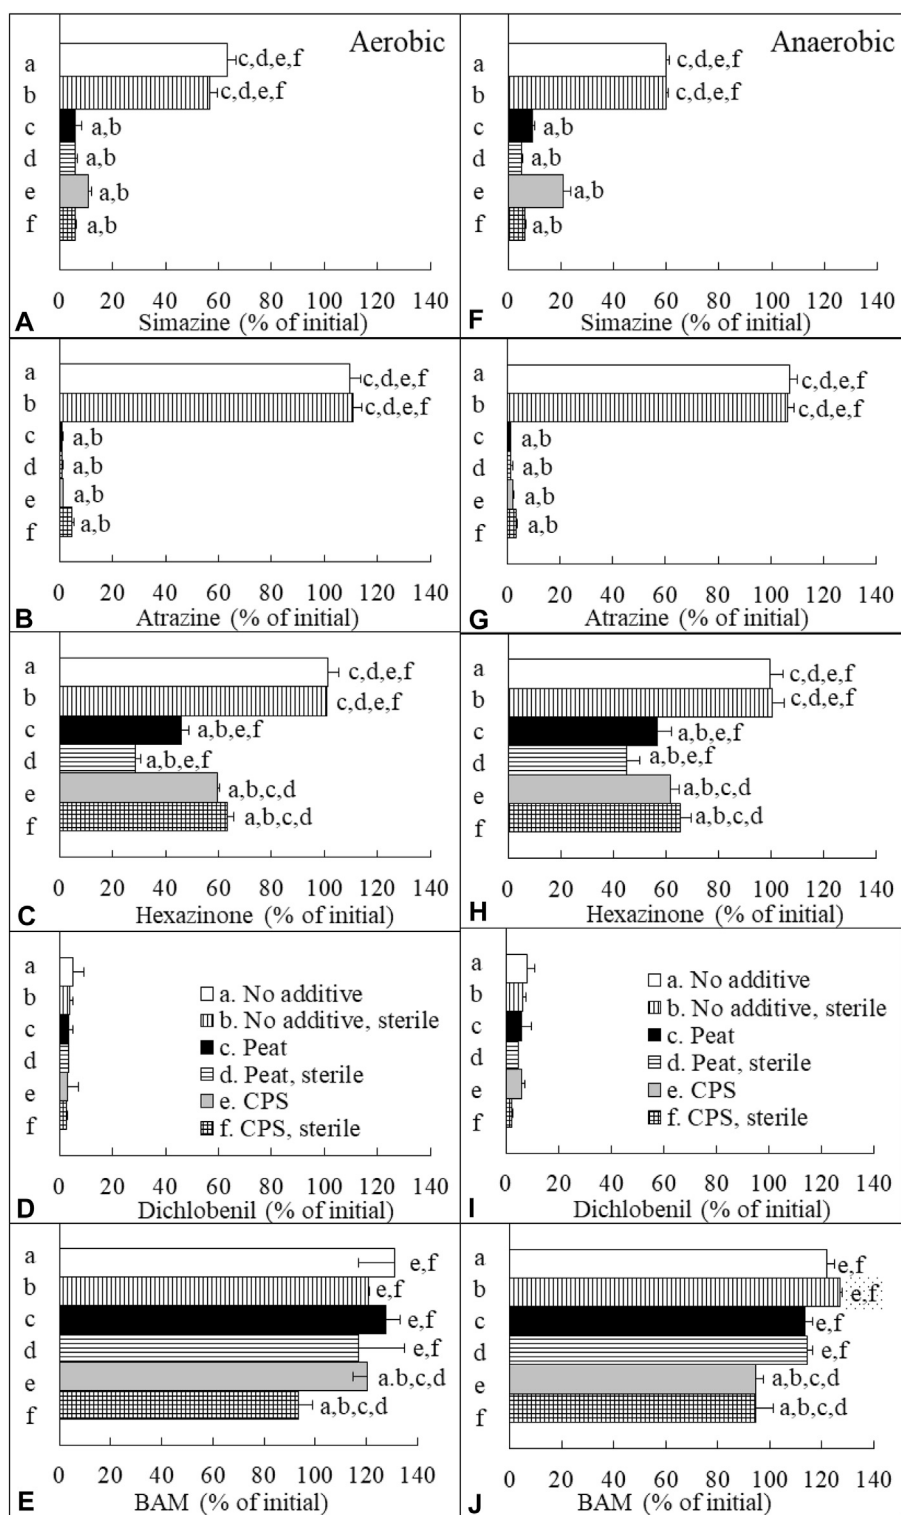 Aerobic
a
c,d,e,f
b
c,d,e,f
c
a,b
d
a,b
e
a,b
f
a,b
0 20 40 60 80 100 120 140
A
Simazine (% of initial)
Anaerobic
a
c,d,e,f
b
c,d,e,f
c
a,b
d
a,b
e
a,b
f
a,b
0 20 40 60 80 100 120 140
F
Simazine (% of initial)
a
c,d,e,f
b
c,d,e,f
c
a,b
d
a,b
e
a,b
f
a,b
0 20 40 60 80 100 120 140
B
Atrazine (% of initial)
a
c,d,e,f
b
c,d,e,f
c
a,b
d
a,b
e
a,b
f
a,b
0 20 40 60 80 100 120 140
G
Atrazine (% of initial)
a
c,d,e,f
b
c,d,e,f
c
a,b,e,f
d
a,b,e,f
e
a,b,c,d
f
a,b,c,d
0 20 40 60 80 100 120 140
C
Hexazinone (% of initial)
a
c,d,e,f
b
c,d,e,f
c
a,b,e,f
d
a,b,e,f
e
a,b,c,d
f
a,b,c,d
0 20 40 60 80 100 120 140
H
Hexazinone (% of initial)
a
b
c
d
e
f
a. No additive
b. No additive, sterile
c. Peat
d. Peat, sterile
e. CPS
f. CPS, sterile
0 20 40 60 80 100 120 140
D
Dichlobenil (% of initial)
a
b
c
d
e
f
a. No additive
b. No additive, sterile
c. Peat
d. Peat, sterile
e. CPS
f. CPS, sterile
0 20 40 60 80 100 120 140
I
Dichlobenil (% of initial)
a
e,f
b
e,f
c
e,f
d
e,f
e
a.b,c,d
f
a,b,c,d
0 20 40 60 80 100 120 140
E
BAM (% of initial)
a
e,f
b
e,f
c
e,f
d
e,f
e
a,b,c,d
f
a,b,c,d
0 20 40 60 80 100 120 140
J
BAM (% of initial)